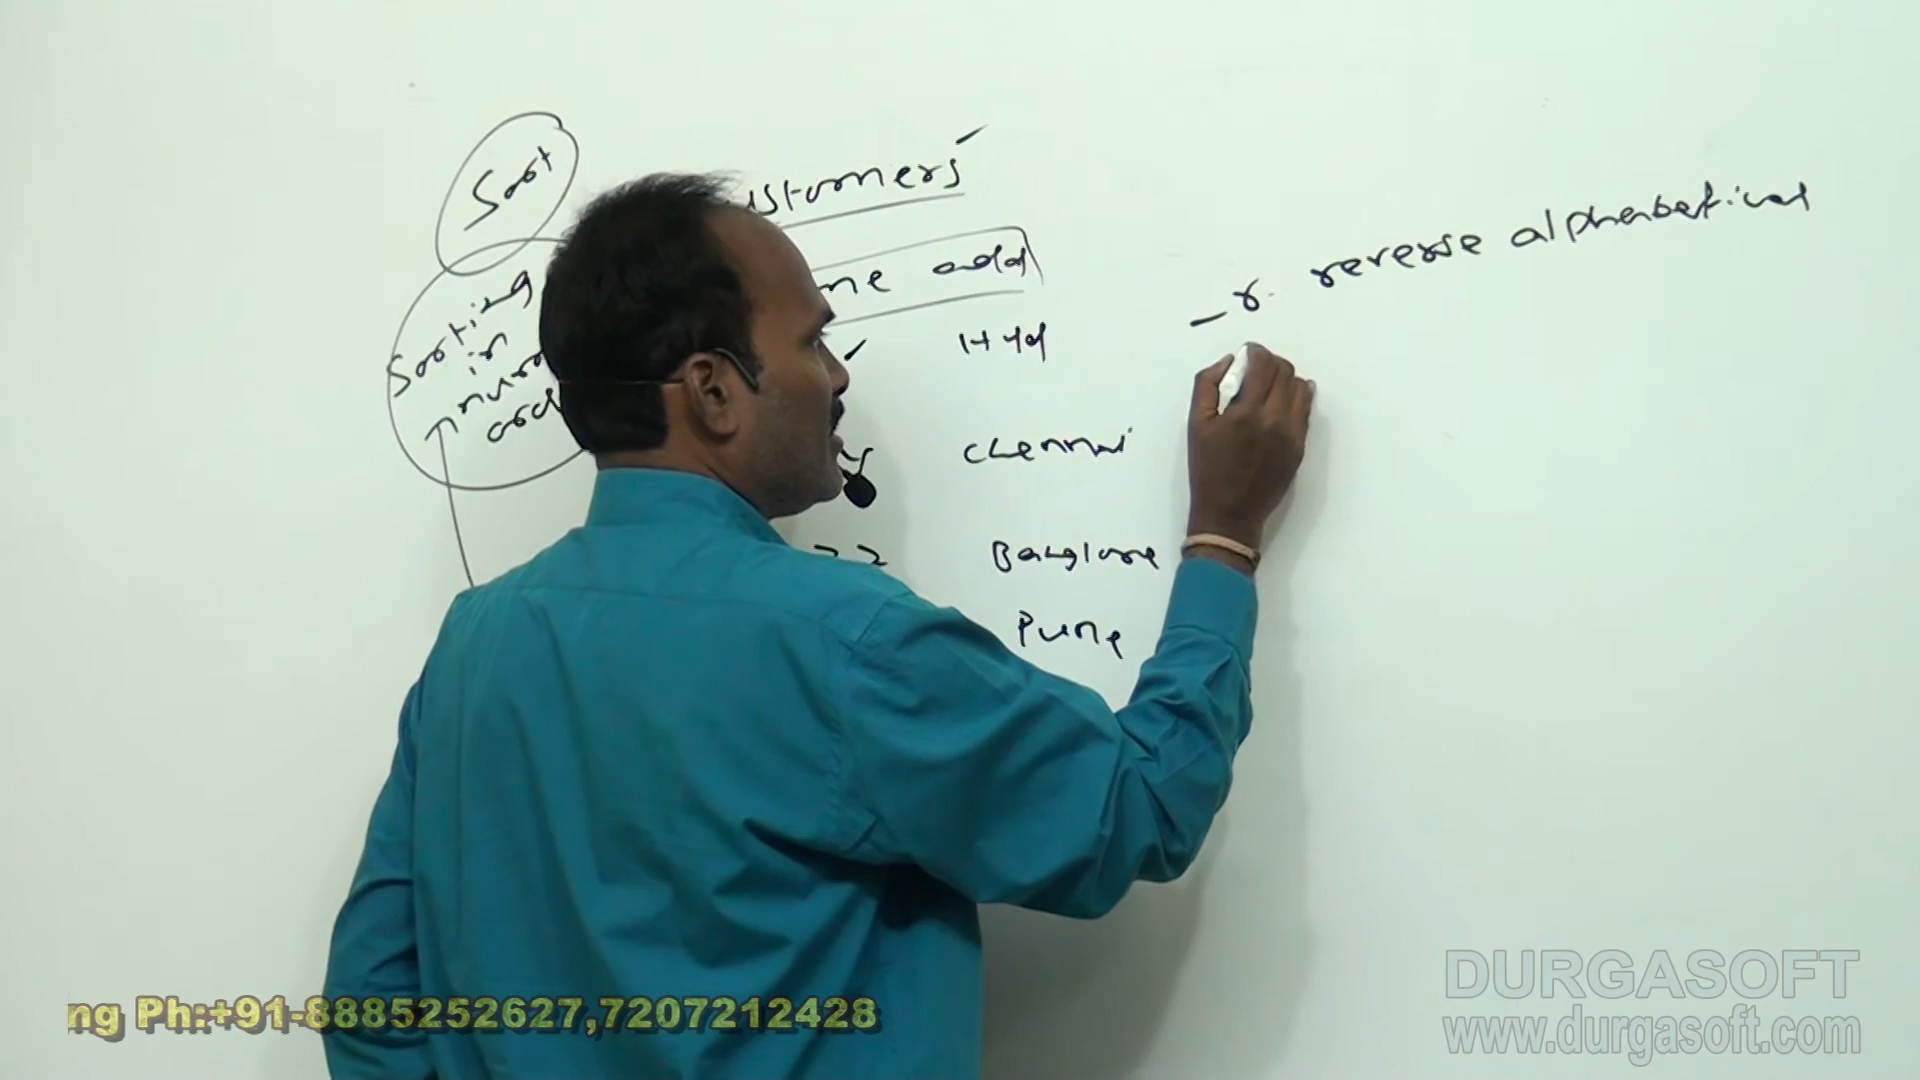 Sort
Sorting
in
customers
me add
Hyd
Chennai
Banglore
Pune
-r reverse alphabetical
ng Ph:+91-8885252627,7207212428
DURGASOFT
www.durgasoft.com